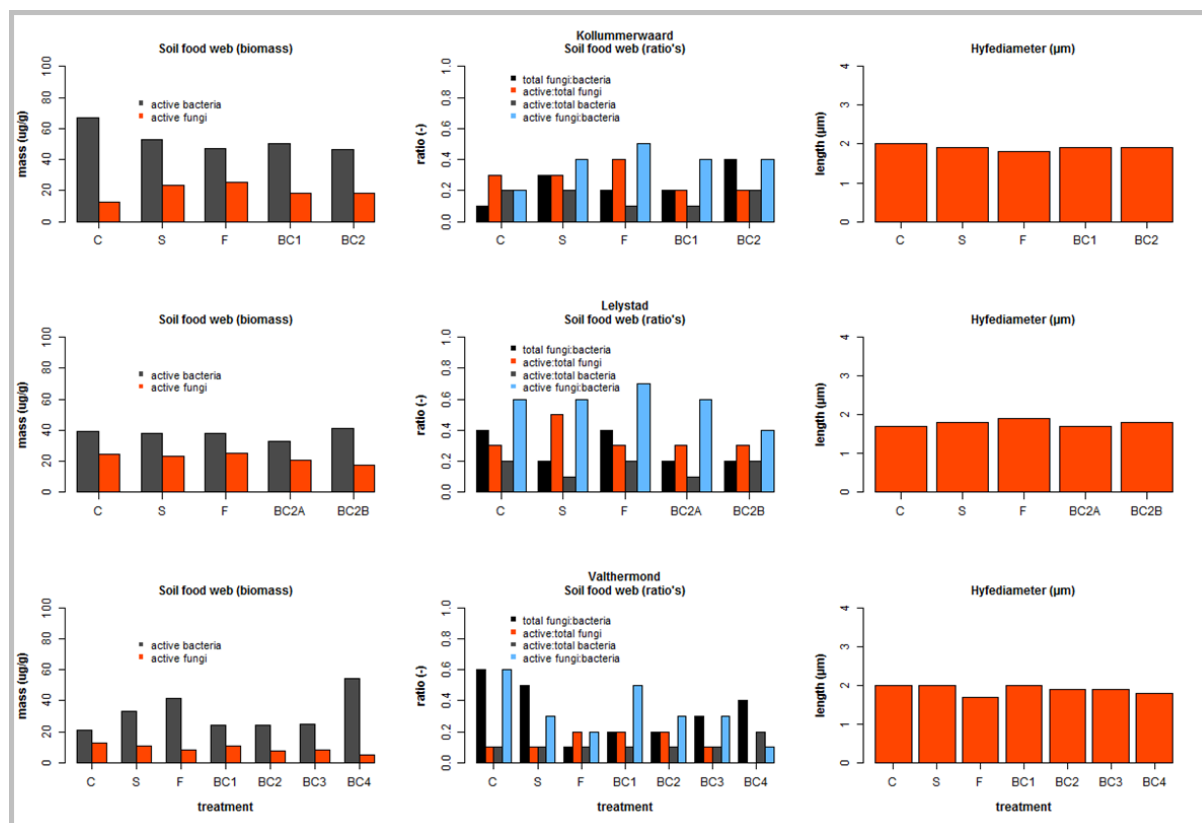 Kollummerwaard
Soil food web (biomass)
Soil food web (ratio's)
Hyfediameter (µm)
mass (ug/g)
0 20 40 60 80 100
active bacteria
active fungi
C S F BC1 BC2
ratio (-)
0.0 0.2 0.4 0.6 0.8 1.0
total fungi:bacteria
active:total fungi
active:total bacteria
active fungi:bacteria
C S F BC1 BC2
length (µm)
0 1 2 3 4
C S F BC1 BC2
Lelystad
Soil food web (biomass)
Soil food web (ratio's)
Hyfediameter (µm)
mass (ug/g)
0 20 40 60 80 100
active bacteria
active fungi
C S F BC2A BC2B
ratio (-)
0.0 0.2 0.4 0.6 0.8 1.0
total fungi:bacteria
active:total fungi
active:total bacteria
active fungi:bacteria
C S F BC2A BC2B
length (µm)
0 1 2 3 4
C S F BC2A BC2B
Valthermond
Soil food web (biomass)
Soil food web (ratio's)
Hyfediameter (µm)
mass (ug/g)
0 20 40 60 80 100
active bacteria
active fungi
C S F BC1 BC2 BC3 BC4
treatment
ratio (-)
0.0 0.2 0.4 0.6 0.8 1.0
total fungi:bacteria
active:total fungi
active:total bacteria
active fungi:bacteria
C S F BC1 BC2 BC3 BC4
treatment
length (µm)
0 1 2 3 4
C S F BC1 BC2 BC3 BC4
treatment